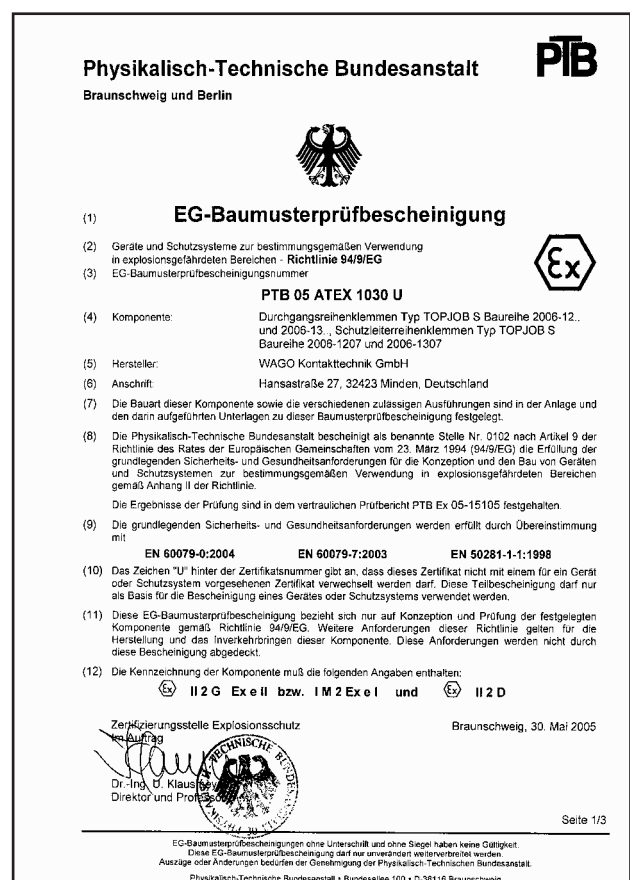 PTB
Physikalisch-Technische Bundesanstalt
Braunschweig und Berlin
(1) EG-Baumusterprüfbescheinigung
(2) Geräte und Schutzsysteme zur bestimmungsgemäßen Verwendung
in explosionsgefährdeten Bereichen - Richtlinie 94/9/EG
(3) EG-Baumusterprüfbescheinigungsnummer
Ex
PTB 05 ATEX 1030 U
(4) Komponente: Durchgangsreihenklemmen Typ TOPJOB S Baureihe 2006-12..
und 2006-13.., Schutzleiterreihenklemmen Typ TOPJOB S
Baureihe 2006-1207 und 2006-1307
(5) Hersteller: WAGO Kontakttechnik GmbH
(6) Anschrift: Hansastraße 27, 32423 Minden, Deutschland
(7) Die Bauart dieser Komponente sowie die verschiedenen zulässigen Ausführungen sind in der Anlage und
den darin aufgeführten Unterlagen zu dieser Baumusterprüfbescheinigung festgelegt.
(8) Die Physikalisch-Technische Bundesanstalt bescheinigt als benannte Stelle Nr. 0102 nach Artikel 9 der
Richtlinie des Rates der Europäischen Gemeinschaften vom 23. März 1994 (94/9/EG) die Erfüllung der
grundlegenden Sicherheits- und Gesundheitsanforderungen für die Konzeption und den Bau von Geräten
und Schutzsystemen zur bestimmungsgemäßen Verwendung in explosionsgefährdeten Bereichen
gemäß Anhang II der Richtlinie.
Die Ergebnisse der Prüfung sind in dem vertraulichen Prüfbericht PTB Ex 05-15105 festgehalten.
(9) Die grundlegenden Sicherheits- und Gesundheitsanforderungen werden erfüllt durch Übereinstimmung
mit
EN 60079-0:2004 EN 60079-7:2003 EN 50281-1-1:1998
(10) Das Zeichen "U" hinter der Zertifikatsnummer gibt an, dass dieses Zertifikat nicht mit einem für ein Gerät
oder Schutzsystem vorgesehenen Zertifikat verwechselt werden darf. Diese Teilbescheinigung darf nur
als Basis für die Bescheinigung eines Gerätes oder Schutzsystems verwendet werden.
(11) Diese EG-Baumusterprüfbescheinigung bezieht sich nur auf Konzeption und Prüfung der festgelegten
Komponente gemäß Richtlinie 94/9/EG. Weitere Anforderungen dieser Richtlinie gelten für die
Herstellung und das Inverkehrbringen dieser Komponente. Diese Anforderungen werden nicht durch
diese Bescheinigung abgedeckt.
(12) Die Kennzeichnung der Komponente muß die folgenden Angaben enthalten:
Ex II 2 G Ex e II bzw. I M 2 Ex e I und Ex II 2 D
Zertifizierungsstelle Explosionsschutz Braunschweig, 30. Mai 2005
Im Auftrag
Dr.-Ing. U.
Direktor und
Seite 1/3
EG-Baumusterprüfbescheinigungen ohne Unterschrift und ohne Siegel haben keine Gültigkeit.
Diese EG-Baumusterprüfbescheinigung darf nur unverändert weiterverbreitet werden.
Auszüge oder Änderungen bedürfen der Genehmigung der Physikalisch-Technischen Bundesanstalt.
Physikalisch-Technische Bundesanstalt • Bundesallee 100 • D-38116 Braunschweig